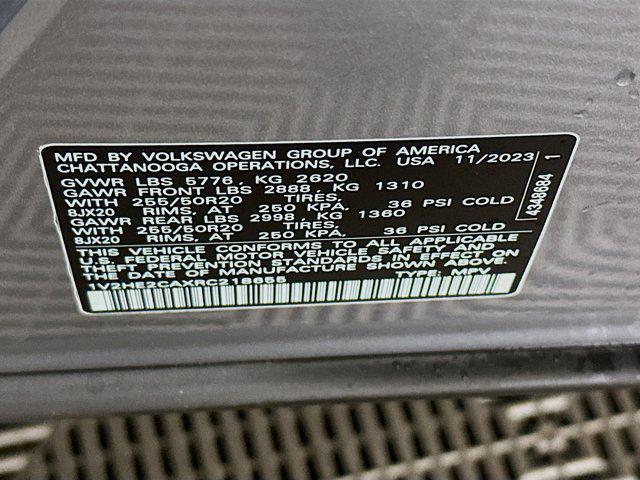 MFD BY VOLKSWAGEN GROUP OF AMERICA
CHATTANOOGA OPERATIONS, LLC. USA 11/2023
GVWR LBS 5776, KG 2620
GAWR FRONT LBS 2888, KG 1310
WITH 255/50R20 TIRES,
8JX20 RIMS, AT 250 KPA. 36 PSI COLD
GAWR REAR LBS 2998, KG 1360
WITH 255/50R20 TIRES,
8JX20 RIMS, AT 250 KPA. 36 PSI COLD
THIS VEHICLE CONFORMS TO ALL APPLICABLE
U.S. FEDERAL MOTOR VEHICLE SAFETY AND
THEFT PREVENTION STANDARDS IN EFFECT ON
THE DATE OF MANUFACTURE SHOWN ABOVE.
1V2HE2CAXRC218655 TYPE: MPV
4348684 1